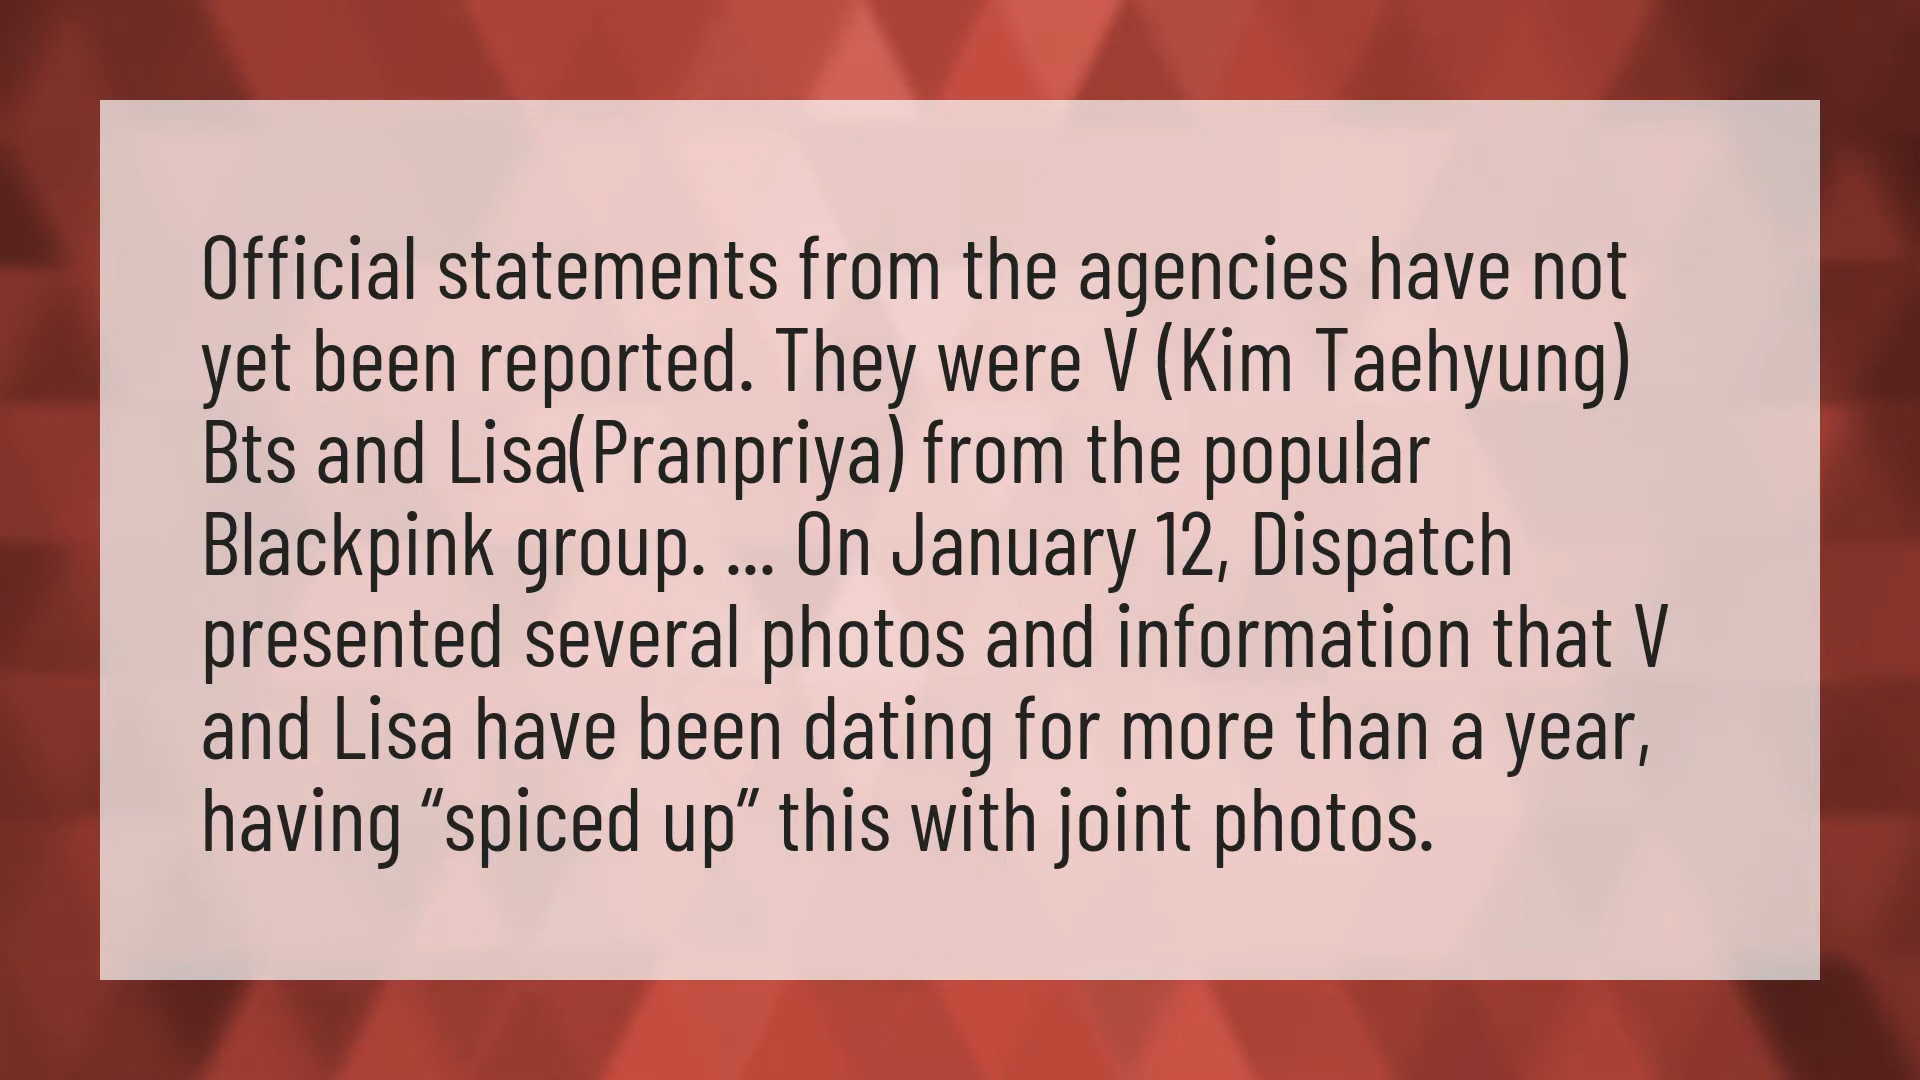 Official statements from the agencies have not
yet been reported. They were V (Kim Taehyung)
Bts and Lisa(Pranpriya) from the popular
Blackpink group. ... On January 12, Dispatch
presented several photos and information that V
and Lisa have been dating for more than a year,
having “spiced up” this with joint photos.